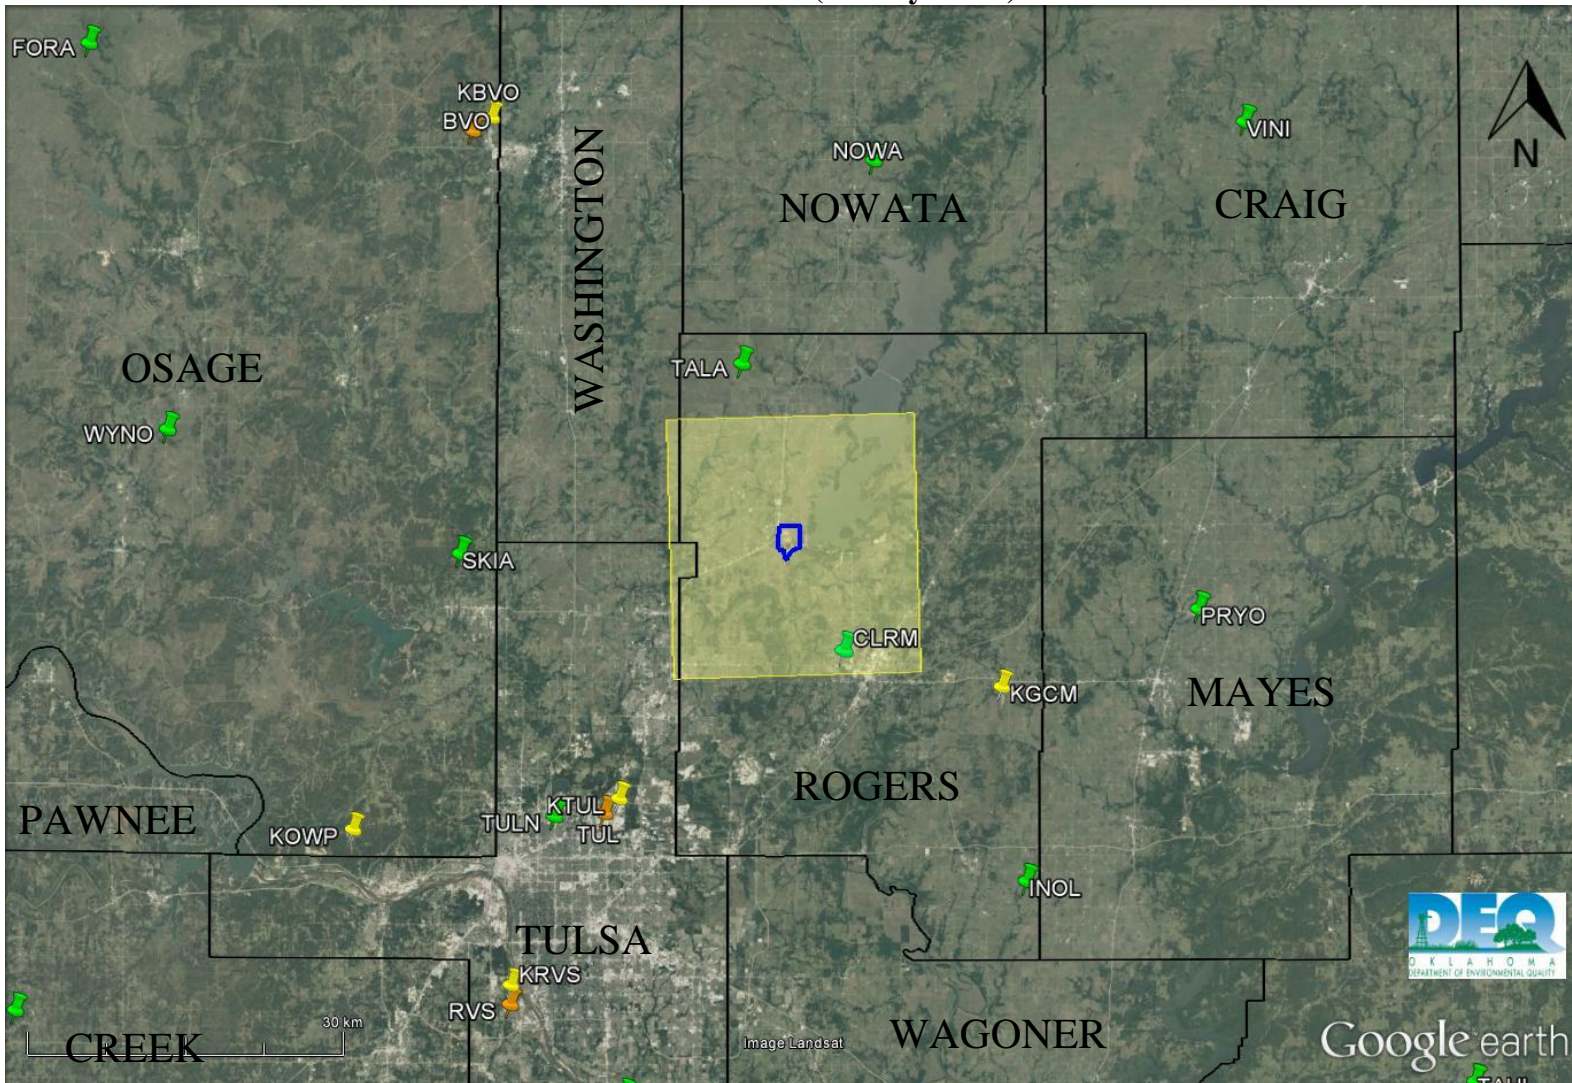 FORA
KBVO
BVO
WASHINGTON
NOWA
NOWATA
VINI
CRAIG
N
OSAGE
TALA
WYNO
SKIA
CLRM
PRYO
KGCM
MAYES
ROGERS
PAWNEE
KOWP
TULN
KTUL
TUL
INOL
TULSA
KRVS
RVS
DEQ
OKLAHOMA
DEPARTMENT OF ENVIRONMENTAL QUALITY
30 km
CREEK
Image Landsat
WAGONER
Google earth